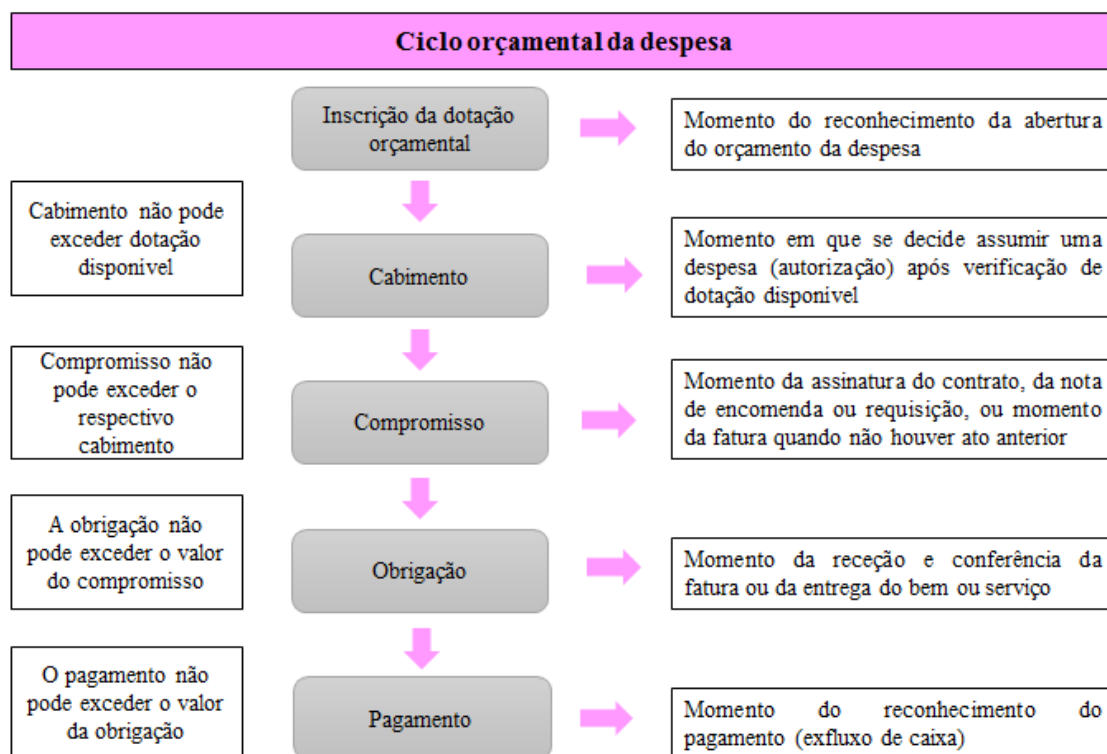 Ciclo orçamental da despesa
Inscrição da dotação
orçamental
Momento do reconhecimento da abertura
do orçamento da despesa
Cabimento não pode
exceder dotação
disponível
Cabimento
Momento em que se decide assumir uma
despesa (autorização) após verificação de
dotação disponível
Compromisso não
pode exceder o
respectivo
cabimento
Compromisso
Momento da assinatura do contrato, da nota
de encomenda ou requisição, ou momento
da fatura quando não houver ato anterior
A obrigação não
pode exceder o valor
do compromisso
Obrigação
Momento da receção e conferência da
fatura ou da entrega do bem ou serviço
O pagamento não
pode exceder o valor
da obrigação
Pagamento
Momento do reconhecimento do
pagamento (exfluxo de caixa)